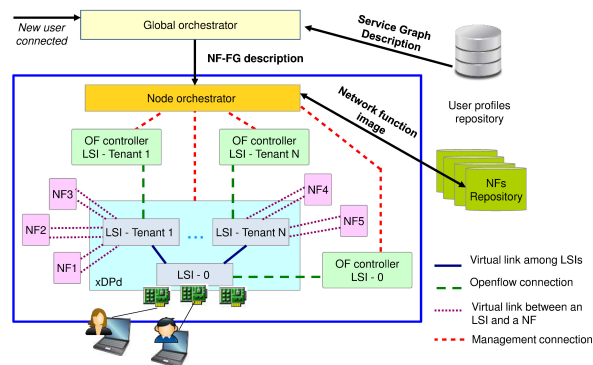 New user
connected
Global orchestrator
Service Graph
Description
NF-FG description
User profiles
repository
Node orchestrator
Network function
image
OF controller
LSI - Tenant 1
OF controller
LSI - Tenant N
NFs
Repository
NF3
NF4
NF2
NF5
NF1
LSI - Tenant 1
...
LSI - Tenant N
xDPd
LSI - 0
OF controller
LSI - 0
Virtual link among LSIs
Openflow connection
Virtual link between an
LSI and a NF
Management connection